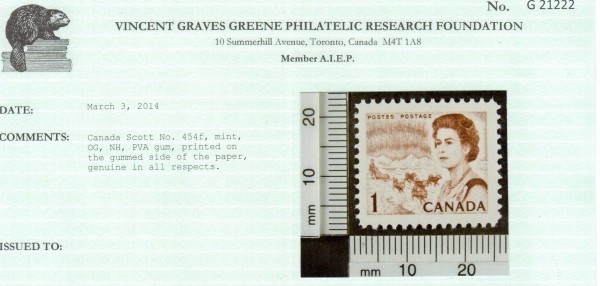 No. G 21222
VINCENT GRAVES GREENE PHILATELIC RESEARCH FOUNDATION
10 Summerhill Avenue, Toronto, Canada M4T 1A8
Member A.I.E.P.
DATE: March 3, 2014
COMMENTS: Canada Scott No. 454f, mint,
OG, NH, PVA gum, printed on
the gummed side of the paper,
genuine in all respects.
ISSUED TO:
POSTES POSTAGE
1 CANADA
20
10
mm
mm 10 20